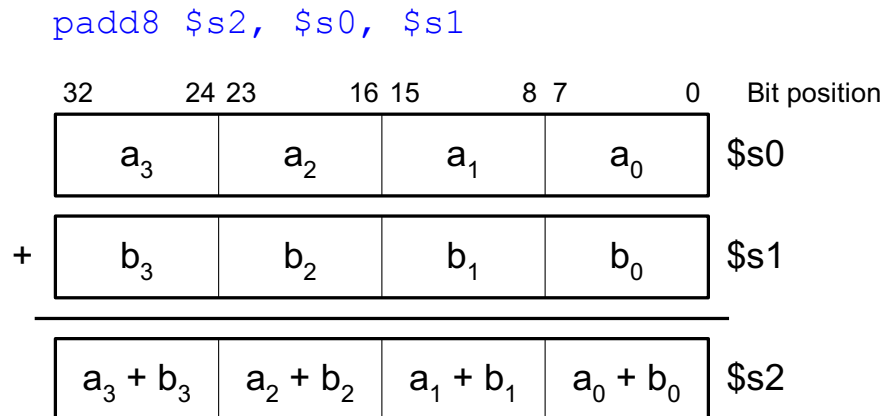 padd8 $s2, $s0, $s1
32 24 23 16 15 8 7 0 Bit position
a₃ a₂ a₁ a₀ $s0
+ b₃ b₂ b₁ b₀ $s1
a₃ + b₃ a₂ + b₂ a₁ + b₁ a₀ + b₀ $s2